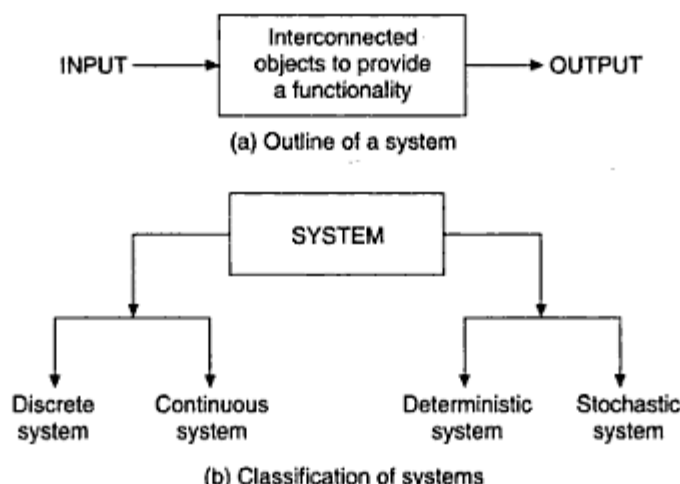 Interconnected
objects to provide
a functionality
INPUT
OUTPUT
(a) Outline of a system
SYSTEM
Discrete
system
Continuous
system
Deterministic
system
Stochastic
system
(b) Classification of systems